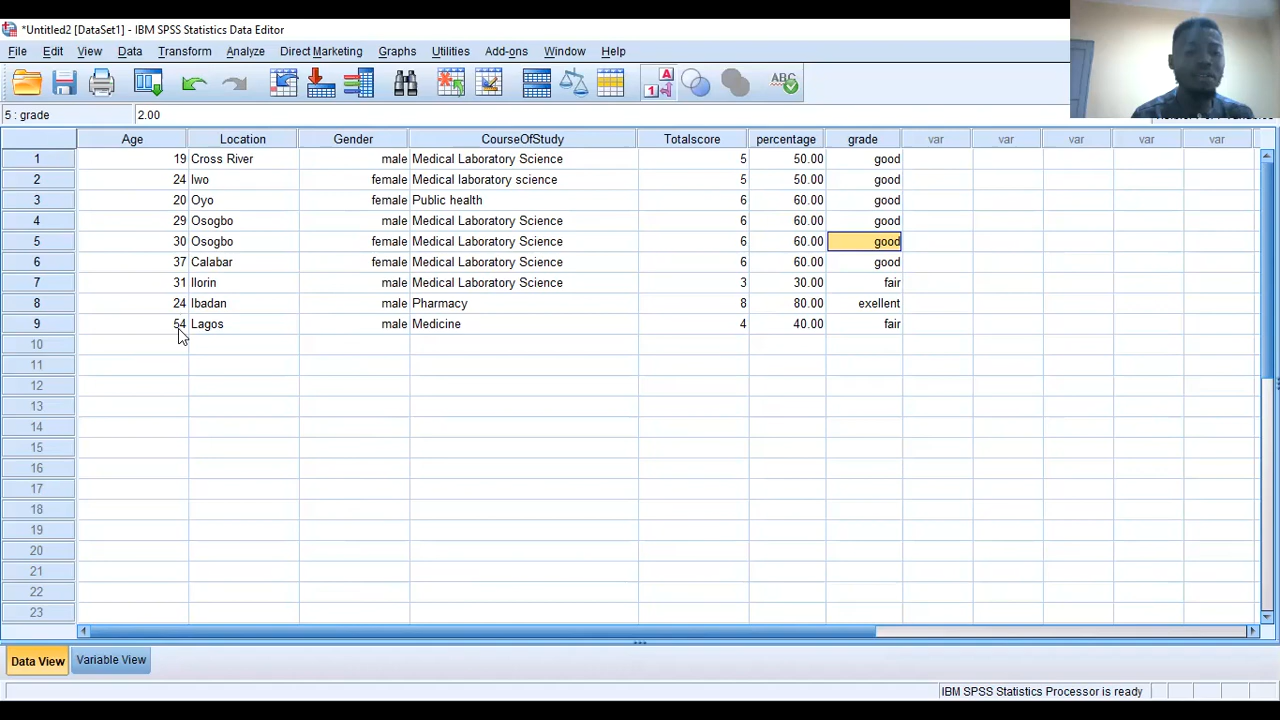 *Untitled2 [DataSet1] - IBM SPSS Statistics Data Editor
File Edit View Data Transform Analyze Direct Marketing Graphs Utilities Add-ons Window Help
5 : grade 2.00
Age Location Gender CourseOfStudy Totalscore percentage grade var var var var var
1 19 Cross River male Medical Laboratory Science 5 50.00 good
2 24 Iwo female Medical laboratory science 5 50.00 good
3 20 Oyo female Public health 6 60.00 good
4 29 Osogbo male Medical Laboratory Science 6 60.00 good
5 30 Osogbo female Medical Laboratory Science 6 60.00 good
6 37 Calabar female Medical Laboratory Science 6 60.00 good
7 31 Ilorin male Medical Laboratory Science 3 30.00 fair
8 24 Ibadan male Pharmacy 8 80.00 exellent
9 54 Lagos male Medicine 4 40.00 fair
10
11
12
13
14
15
16
17
18
19
20
21
22
23
Data View Variable View
IBM SPSS Statistics Processor is ready